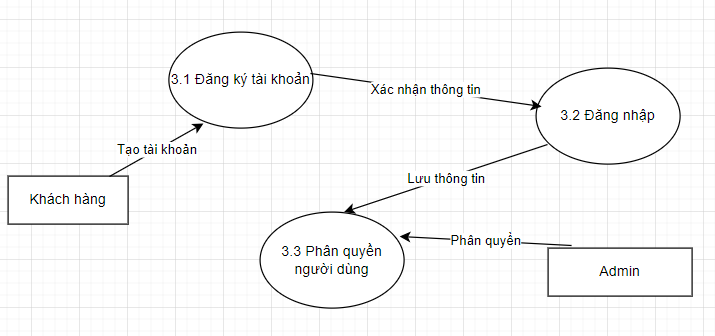 3.1 Đăng ký tài khoản
Xác nhận thông tin
3.2 Đăng nhập
Tạo tài khoản
Lưu thông tin
Khách hàng
3.3 Phân quyền
người dùng
Phân quyền
Admin